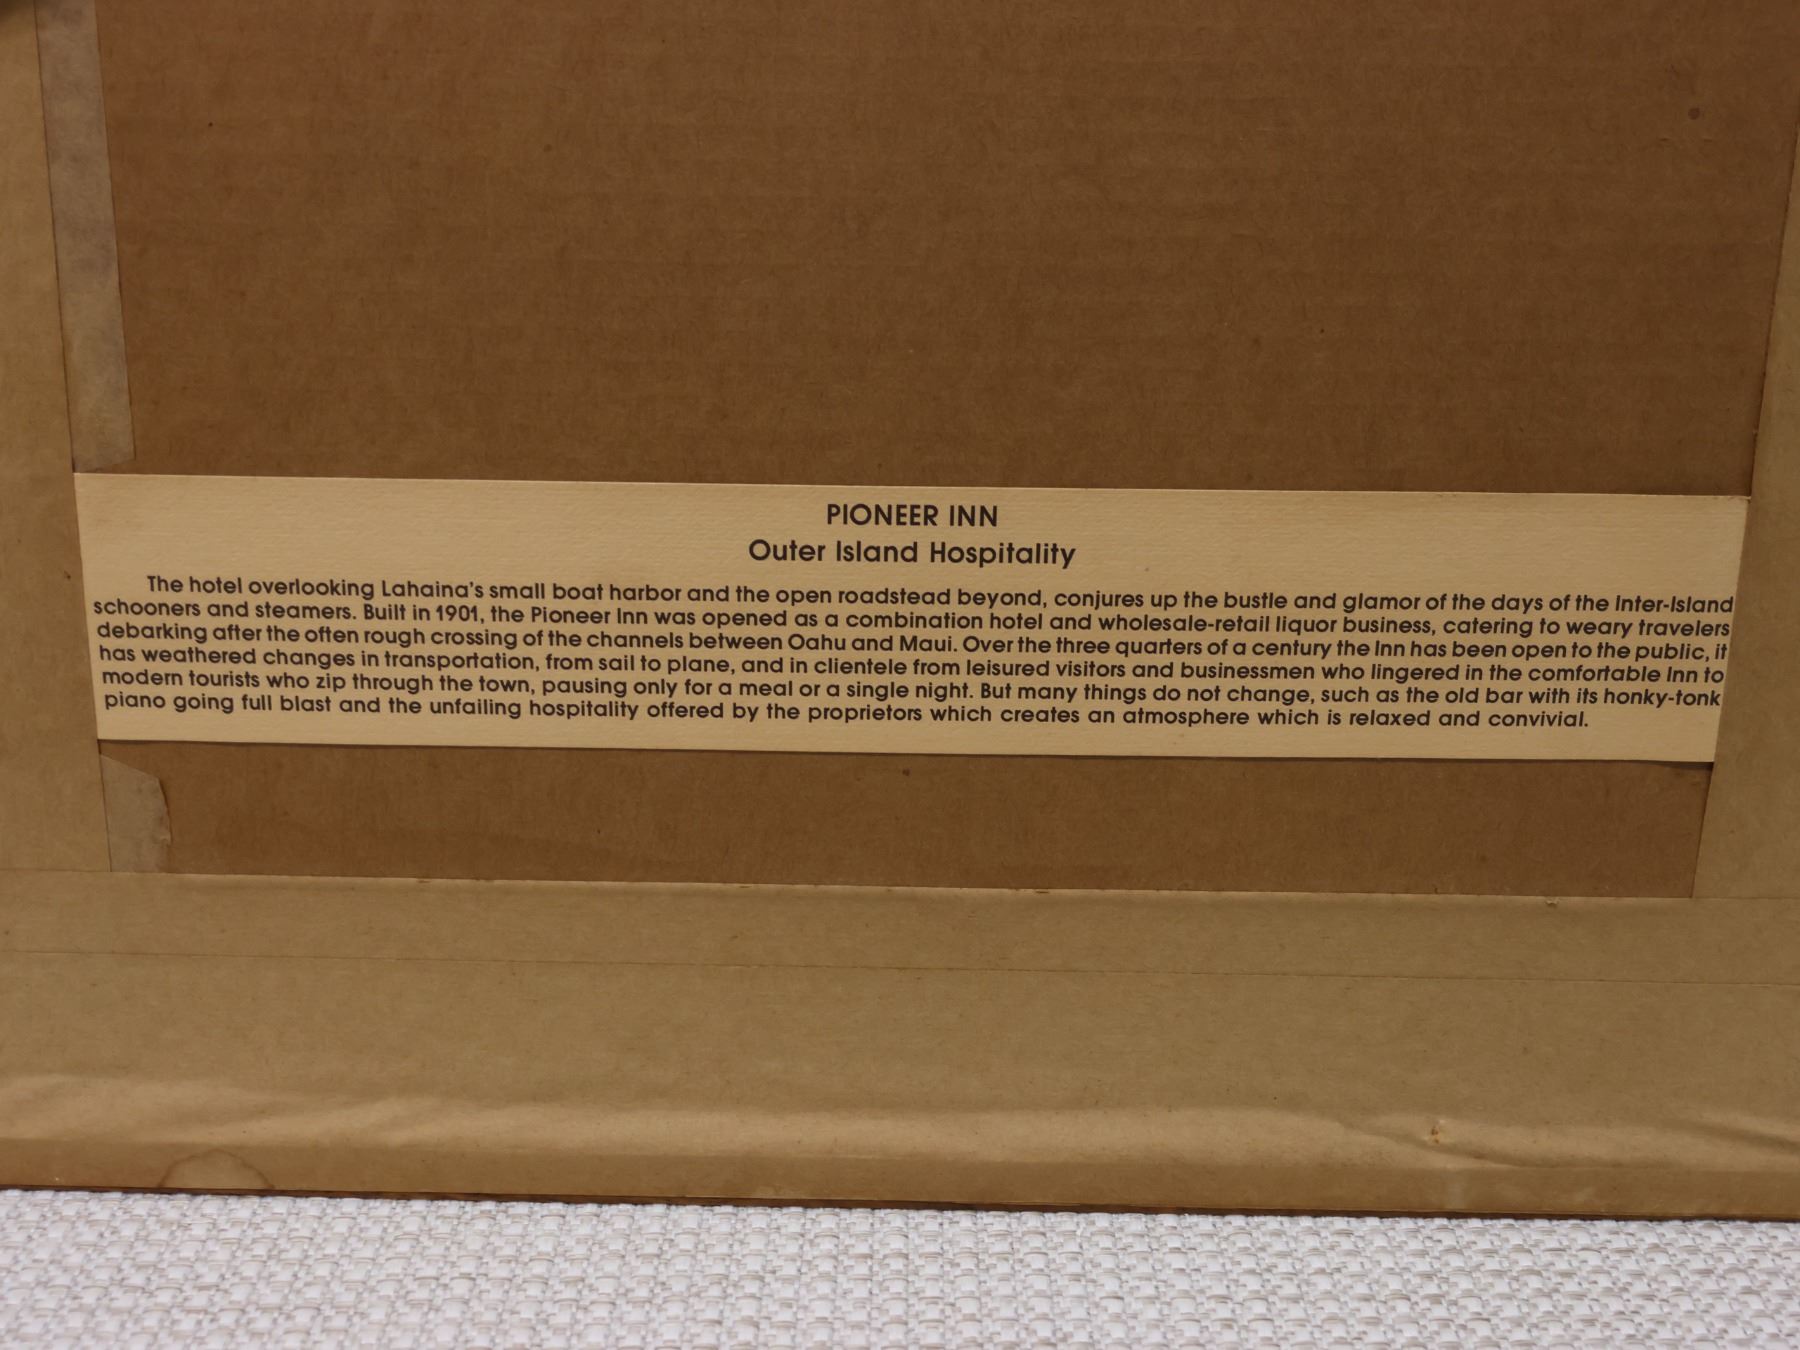 PIONEER INN
Outer Island Hospitality
The hotel overlooking Lahaina's small boat harbor and the open roadstead beyond, conjures up the bustle and glamor of the days of the Inter-Island
schooners and steamers. Built in 1901, the Pioneer Inn was opened as a combination hotel and wholesale-retail liquor business, catering to weary travelers
debarking after the often rough crossing of the channels between Oahu and Maui. Over the three quarters of a century the Inn has been open to the public, it
has weathered changes in transportation, from sail to plane, and in clientele from leisured visitors and businessmen who lingered in the comfortable Inn to
modern tourists who zip through the town, pausing only for a meal or a single night. But many things do not change, such as the old bar with its honky-tonk
piano going full blast and the unfailing hospitality offered by the proprietors which creates an atmosphere which is relaxed and convivial.